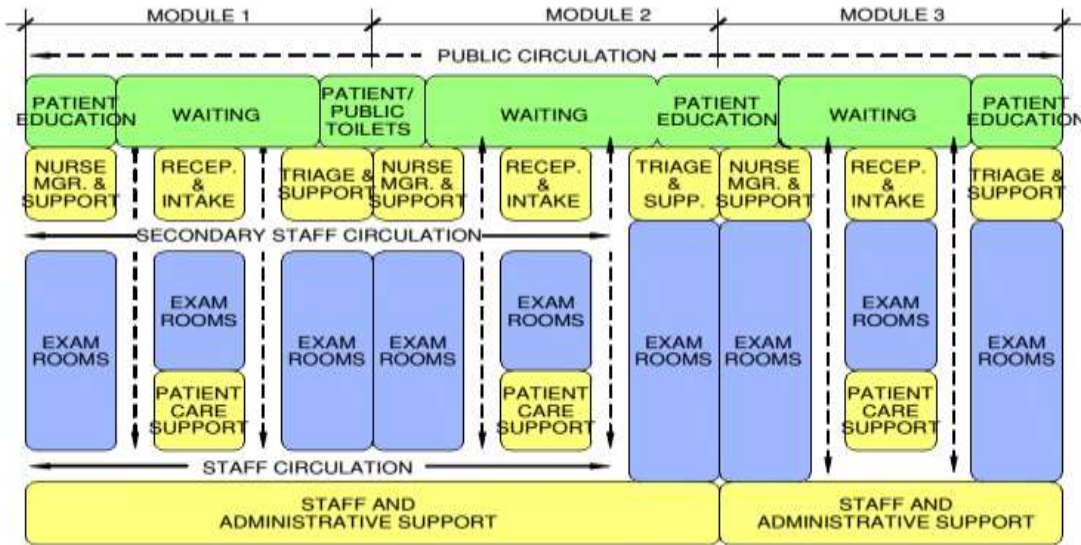 MODULE 1
MODULE 2
MODULE 3
PUBLIC CIRCULATION
PATIENT
EDUCATION
WAITING
PATIENT/
PUBLIC
TOILETS
WAITING
PATIENT
EDUCATION
WAITING
PATIENT
EDUCATION
NURSE
MGR. &
SUPPORT
RECEP.
&
INTAKE
TRIAGE &
SUPPORT
NURSE
MGR. &
SUPPORT
RECEP.
&
INTAKE
TRIAGE
&
SUPP.
NURSE
MGR. &
SUPPORT
RECEP.
&
INTAKE
TRIAGE &
SUPPORT
SECONDARY STAFF CIRCULATION
EXAM
ROOMS
EXAM
ROOMS
EXAM
ROOMS
EXAM
ROOMS
EXAM
ROOMS
EXAM
ROOMS
EXAM
ROOMS
EXAM
ROOMS
EXAM
ROOMS
PATIENT
CARE
SUPPORT
PATIENT
CARE
SUPPORT
PATIENT
CARE
SUPPORT
STAFF CIRCULATION
STAFF AND
ADMINISTRATIVE SUPPORT
STAFF AND
ADMINISTRATIVE SUPPORT